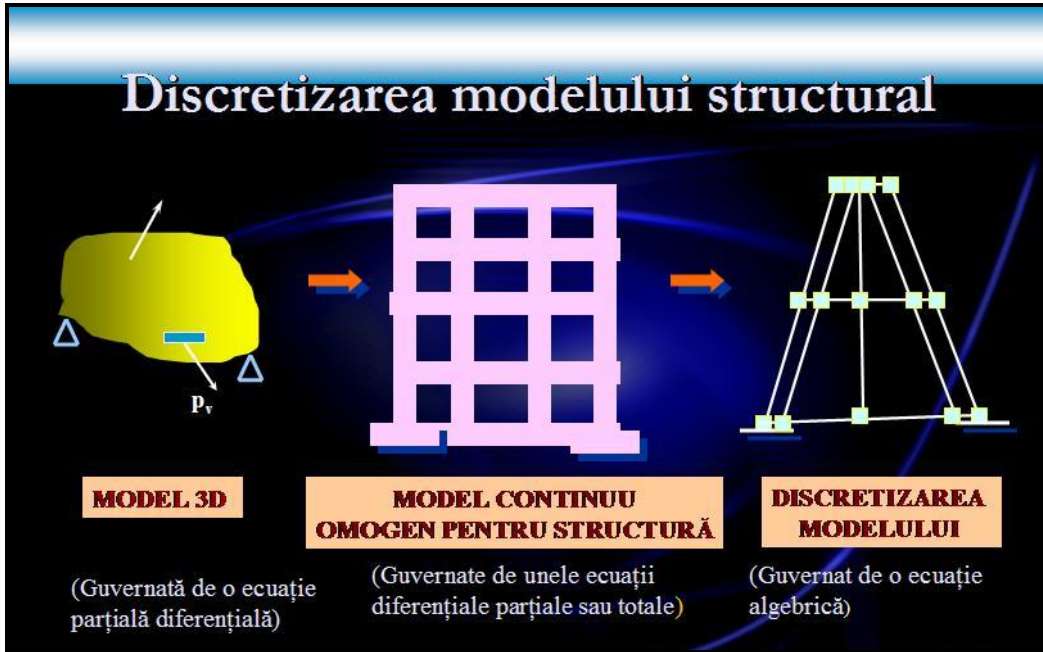 Discretizarea modelului structural
p_v
MODEL 3D
(Guvernată de o ecuație
parțială diferențială)
MODEL CONTINUU
OMOGEN PENTRU STRUCTURĂ
(Guvernate de unele ecuații
diferențiale parțiale sau totale)
DISCRETIZAREA
MODELULUI
(Guvernat de o ecuație
algebrică)